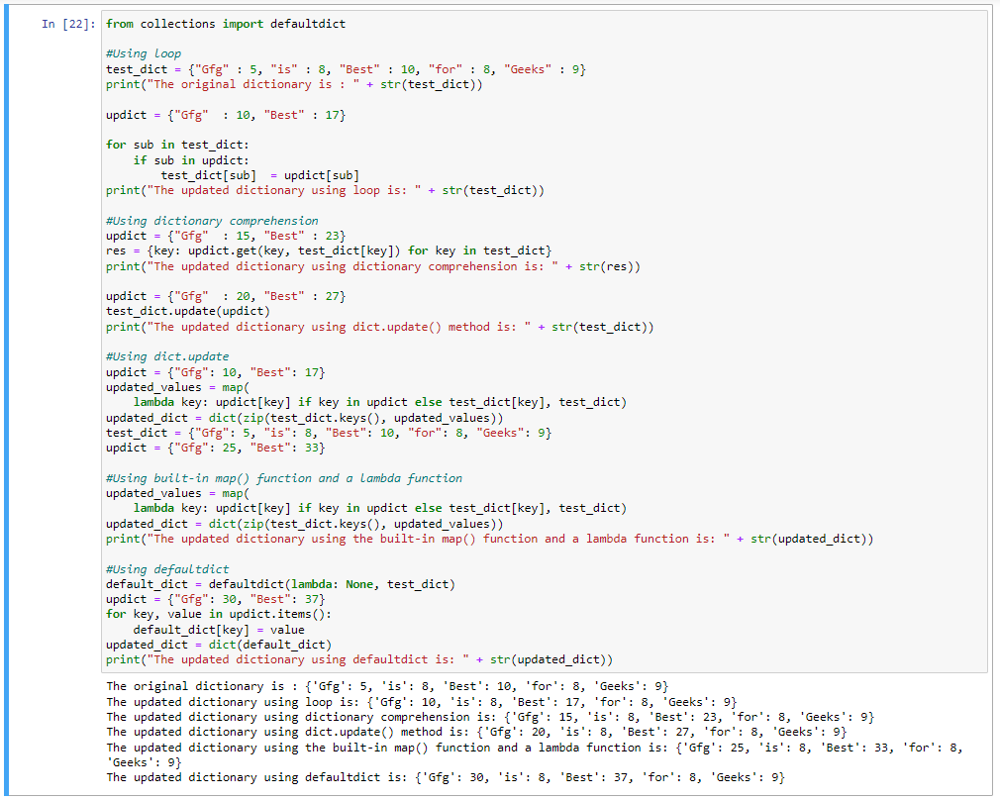 In [22]: from collections import defaultdict

#Using loop
test_dict = {"Gfg" : 5, "is" : 8, "Best" : 10, "for" : 8, "Geeks" : 9}
print("The original dictionary is : " + str(test_dict))

updict = {"Gfg"  : 10, "Best" : 17}

for sub in test_dict:
    if sub in updict:
        test_dict[sub]  = updict[sub]
print("The updated dictionary using loop is: " + str(test_dict))

#Using dictionary comprehension
updict = {"Gfg"  : 15, "Best" : 23}
res = {key: updict.get(key, test_dict[key]) for key in test_dict}
print("The updated dictionary using dictionary comprehension is: " + str(res))

updict = {"Gfg"  : 20, "Best" : 27}
test_dict.update(updict)
print("The updated dictionary using dict.update() method is: " + str(test_dict))

#Using dict.update
updict = {"Gfg": 10, "Best": 17}
updated_values = map(
    lambda key: updict[key] if key in updict else test_dict[key], test_dict)
updated_dict = dict(zip(test_dict.keys(), updated_values))
test_dict = {"Gfg": 5, "is": 8, "Best": 10, "for": 8, "Geeks": 9}
updict = {"Gfg": 25, "Best": 33}

#Using built-in map() function and a lambda function
updated_values = map(
    lambda key: updict[key] if key in updict else test_dict[key], test_dict)
updated_dict = dict(zip(test_dict.keys(), updated_values))
print("The updated dictionary using the built-in map() function and a lambda function is: " + str(updated_dict))

#Using defaultdict
default_dict = defaultdict(lambda: None, test_dict)
updict = {"Gfg": 30, "Best": 37}
for key, value in updict.items():
    default_dict[key] = value
updated_dict = dict(default_dict)
print("The updated dictionary using defaultdict is: " + str(updated_dict))

The original dictionary is : {'Gfg': 5, 'is': 8, 'Best': 10, 'for': 8, 'Geeks': 9}
The updated dictionary using loop is: {'Gfg': 10, 'is': 8, 'Best': 17, 'for': 8, 'Geeks': 9}
The updated dictionary using dictionary comprehension is: {'Gfg': 15, 'is': 8, 'Best': 23, 'for': 8, 'Geeks': 9}
The updated dictionary using dict.update() method is: {'Gfg': 20, 'is': 8, 'Best': 27, 'for': 8, 'Geeks': 9}
The updated dictionary using the built-in map() function and a lambda function is: {'Gfg': 25, 'is': 8, 'Best': 33, 'for': 8,
'Geeks': 9}
The updated dictionary using defaultdict is: {'Gfg': 30, 'is': 8, 'Best': 37, 'for': 8, 'Geeks': 9}